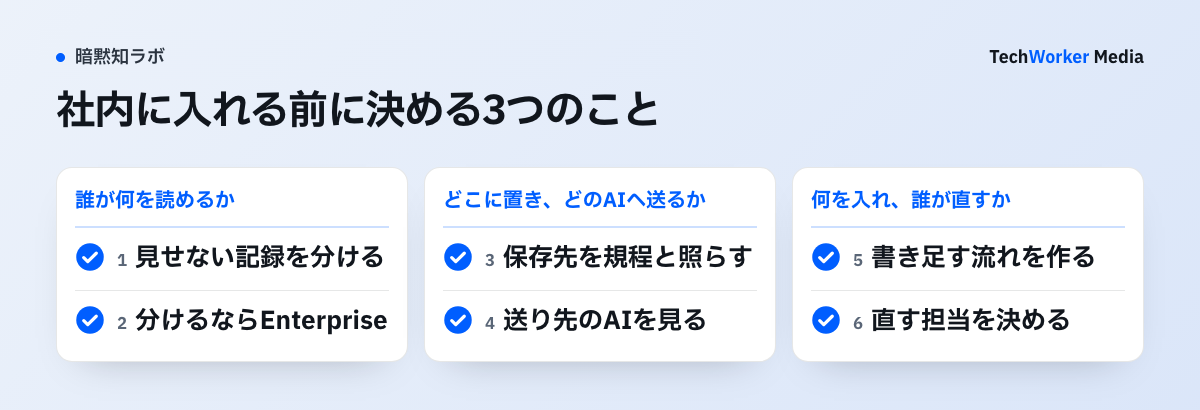 暗黙知ラボ
TechWorker Media
社内に入れる前に決める3つのこと
誰が何を読めるか
1 見せない記録を分ける
2 分けるならEnterprise
どこに置き、どのAIへ送るか
3 保存先を規程と照らす
4 送り先のAIを見る
何を入れ、誰が直すか
5 書き足す流れを作る
6 直す担当を決める